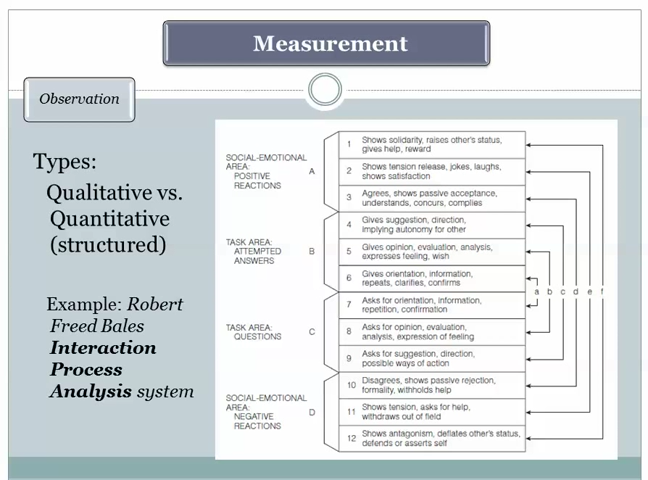 Measurement
Observation
Types:
Qualitative vs.
Quantitative
(structured)
Example: Robert
Freed Bales
Interaction
Process
Analysis system
SOCIAL-EMOTIONAL
AREA:
POSITIVE
REACTIONS
A
TASK AREA:
ATTEMPTED
ANSWERS
B
TASK AREA:
QUESTIONS
C
SOCIAL-EMOTIONAL
AREA:
NEGATIVE
REACTIONS
D
1 Shows solidarity, raises other's status,
gives help, reward
2 Shows tension release, jokes, laughs,
shows satisfaction
3 Agrees, shows passive acceptance,
understands, concurs, complies
4 Gives suggestion, direction,
implying autonomy for other
5 Gives opinion, evaluation, analysis,
expresses feeling, wish
6 Gives orientation, information,
repeats, clarifies, confirms
7 Asks for orientation, information,
repetition, confirmation
8 Asks for opinion, evaluation,
analysis, expression of feeling
9 Asks for suggestion, direction,
possible ways of action
10 Disagrees, shows passive rejection,
formality, withholds help
11 Shows tension, asks for help,
withdraws out of field
12 Shows antagonism, deflates other's status,
defends or asserts self
a b c d e f